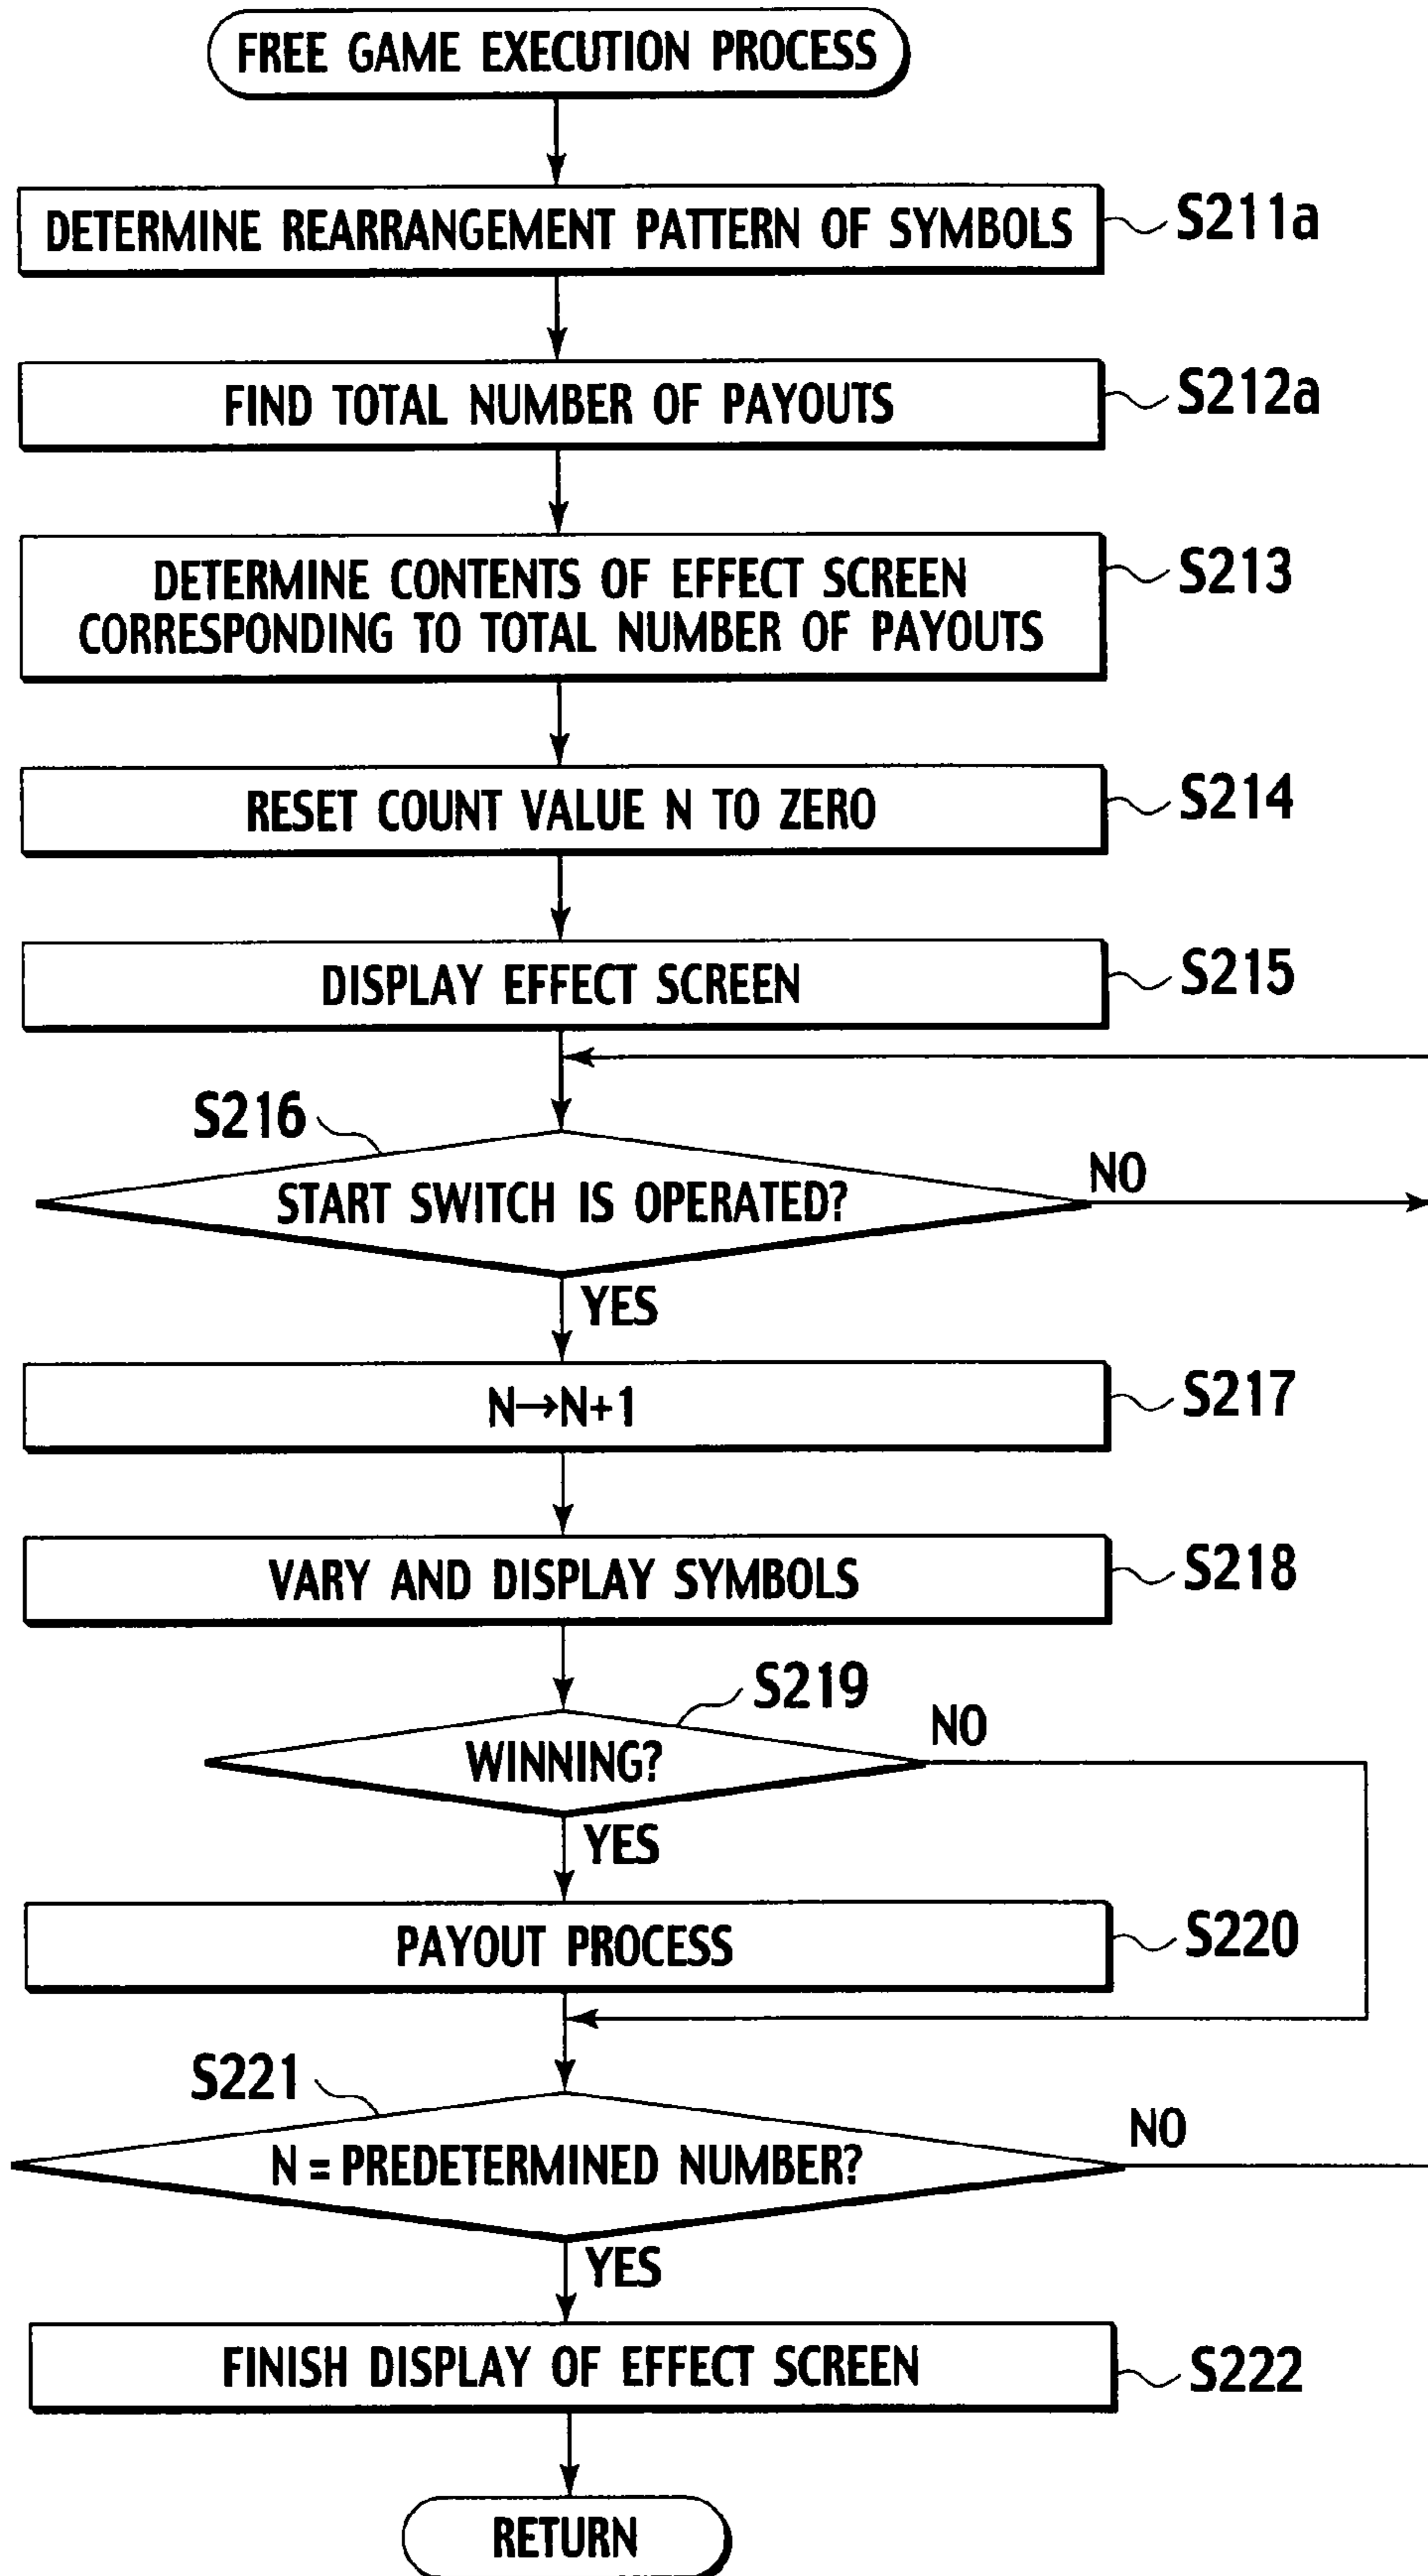 FREE GAME EXECUTION PROCESS
DETERMINE REARRANGEMENT PATTERN OF SYMBOLS
S211a
FIND TOTAL NUMBER OF PAYOUTS
S212a
DETERMINE CONTENTS OF EFFECT SCREEN
CORRESPONDING TO TOTAL NUMBER OF PAYOUTS
S213
RESET COUNT VALUE N TO ZERO
S214
DISPLAY EFFECT SCREEN
S215
S216
START SWITCH IS OPERATED?
NO
YES
N→N+1
S217
VARY AND DISPLAY SYMBOLS
S218
S219
WINNING?
NO
YES
PAYOUT PROCESS
S220
S221
N = PREDETERMINED NUMBER?
NO
YES
FINISH DISPLAY OF EFFECT SCREEN
S222
RETURN